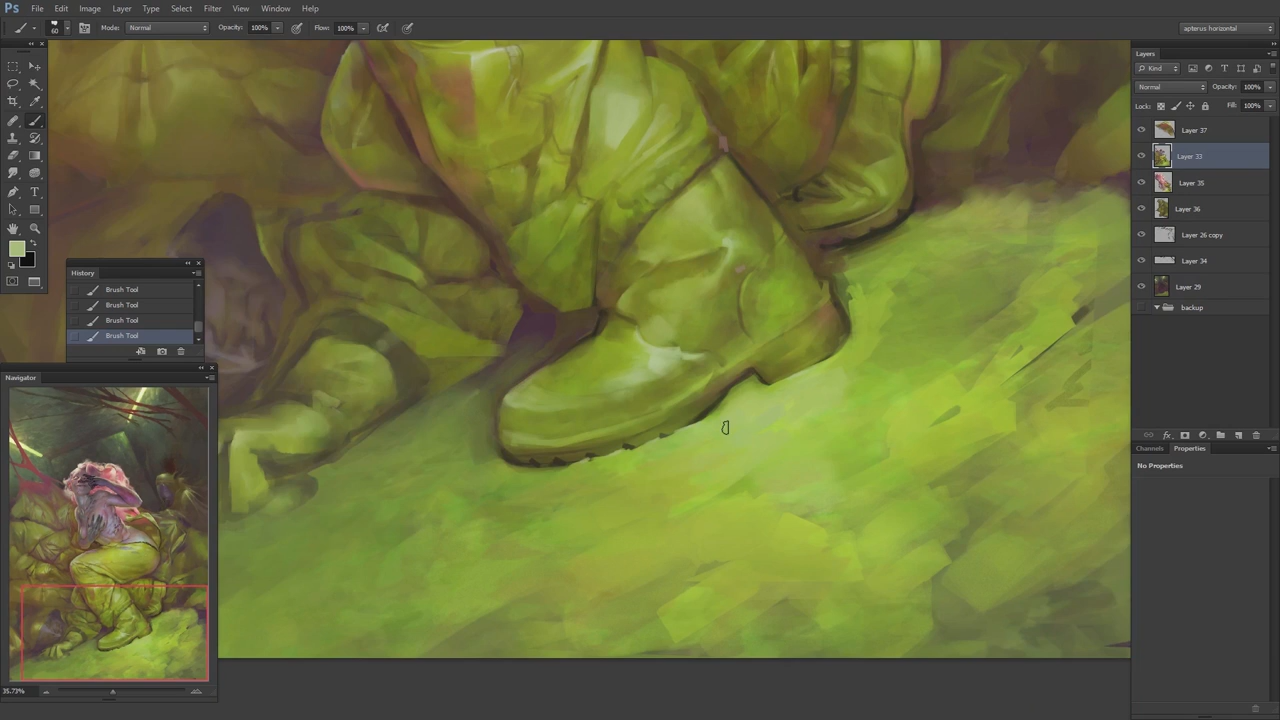 Ps File Edit Image Layer Type Select Filter View Window Help
60 Mode: Normal Opacity: 100% Flow: 100% apterus horizontal
Layers
Kind
Normal Opacity: 100%
Lock: Fill: 100%
Layer 37
Layer 33
Layer 35
Layer 36
Layer 26 copy
Layer 34
Layer 29
backup
fx
Channels Properties
No Properties
History
Brush Tool
Brush Tool
Brush Tool
Brush Tool
Navigator
35.73%